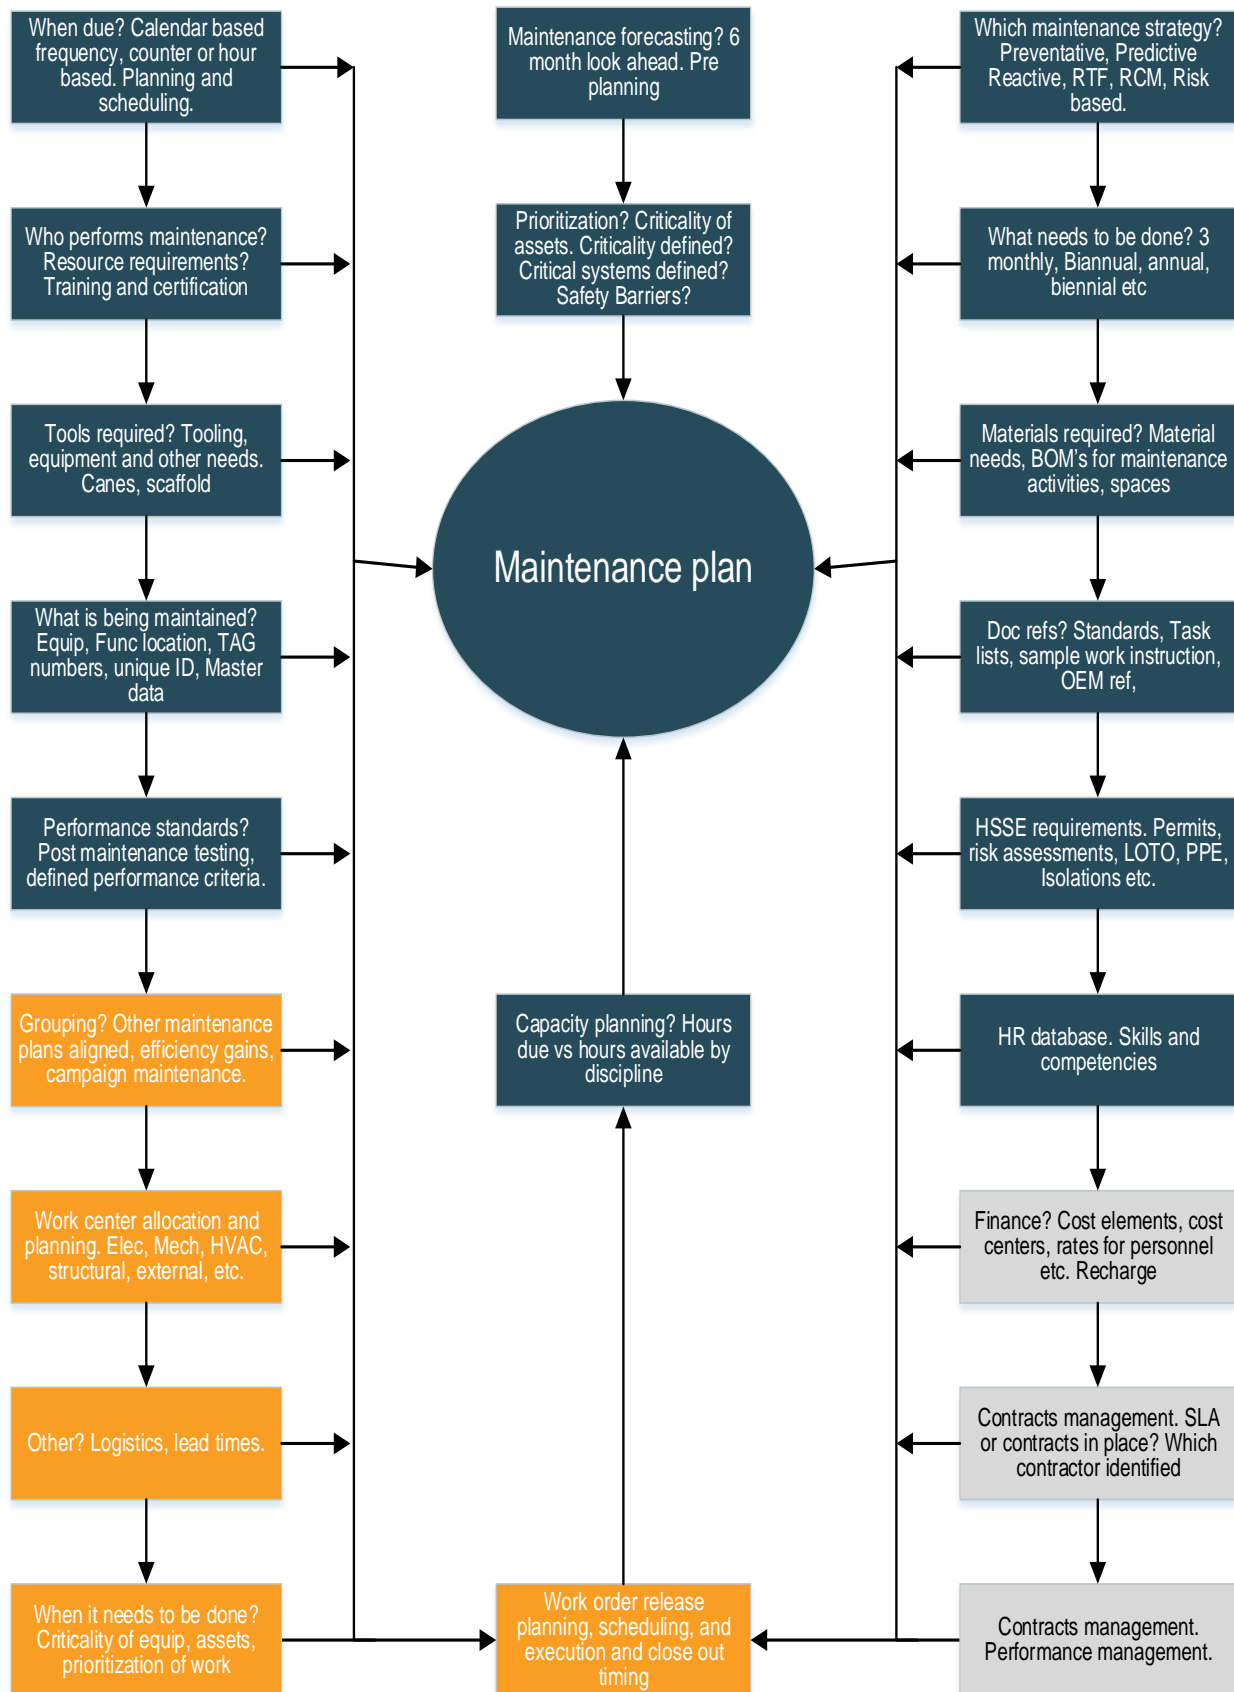 When due? Calendar based
frequency, counter or hour
based. Planning and
scheduling.
Who performs maintenance?
Resource requirements?
Training and certification
Tools required? Tooling,
equipment and other needs.
Canes, scaffold
What is being maintained?
Equip, Func location, TAG
numbers, unique ID, Master
data
Performance standards?
Post maintenance testing,
defined performance criteria.
Grouping? Other maintenance
plans aligned, efficiency gains,
campaign maintenance.
Work center allocation and
planning. Elec, Mech, HVAC,
structural, external, etc.
Other? Logistics, lead times.
When it needs to be done?
Criticality of equip, assets,
prioritization of work
Maintenance forecasting? 6
month look ahead. Pre
planning
Prioritization? Criticality of
assets. Criticality defined?
Critical systems defined?
Safety Barriers?
Maintenance plan
Capacity planning? Hours
due vs hours available by
discipline
Work order release
planning, scheduling, and
execution and close out
timing
Which maintenance strategy?
Preventative, Predictive
Reactive, RTF, RCM, Risk
based.
What needs to be done? 3
monthly, Biannual, annual,
biennial etc
Materials required? Material
needs, BOM's for maintenance
activities, spaces
Doc refs? Standards, Task
lists, sample work instruction,
OEM ref,
HSSE requirements. Permits,
risk assessments, LOTO, PPE,
Isolations etc.
HR database. Skills and
competencies
Finance? Cost elements, cost
centers, rates for personnel
etc. Recharge
Contracts management. SLA
or contracts in place? Which
contractor identified
Contracts management.
Performance management.